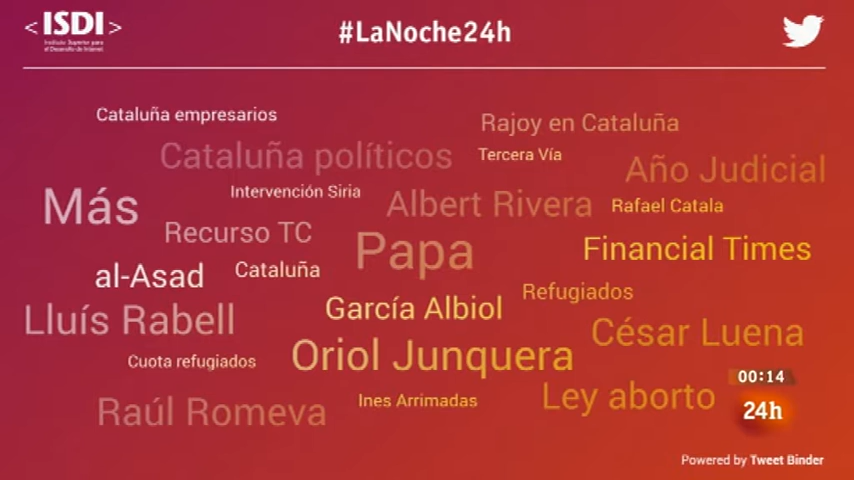 <ISDI>
Instituto Superior para
el Desarrollo de Internet
#LaNoche24h
Cataluña empresarios
Rajoy en Cataluña
Cataluña políticos
Tercera Vía
Año Judicial
Más
Intervención Siria
Albert Rivera
Rafael Catala
Recurso TC
Papa
Financial Times
al-Asad
Cataluña
Refugiados
Lluís Rabell
García Albiol
César Luena
Cuota refugiados
Oriol Junquera
00:14
Raúl Romeva
Ines Arrimadas
Ley aborto
24h
Powered by Tweet Binder